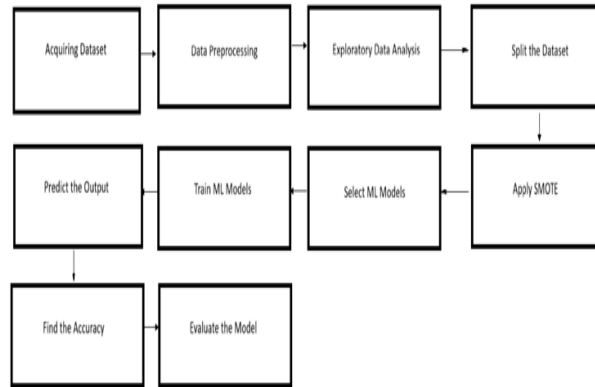 Acquiring Dataset
Data Preprocessing
Exploratory Data Analysis
Split the Dataset
Apply SMOTE
Select ML Models
Train ML Models
Predict the Output
Find the Accuracy
Evaluate the Model